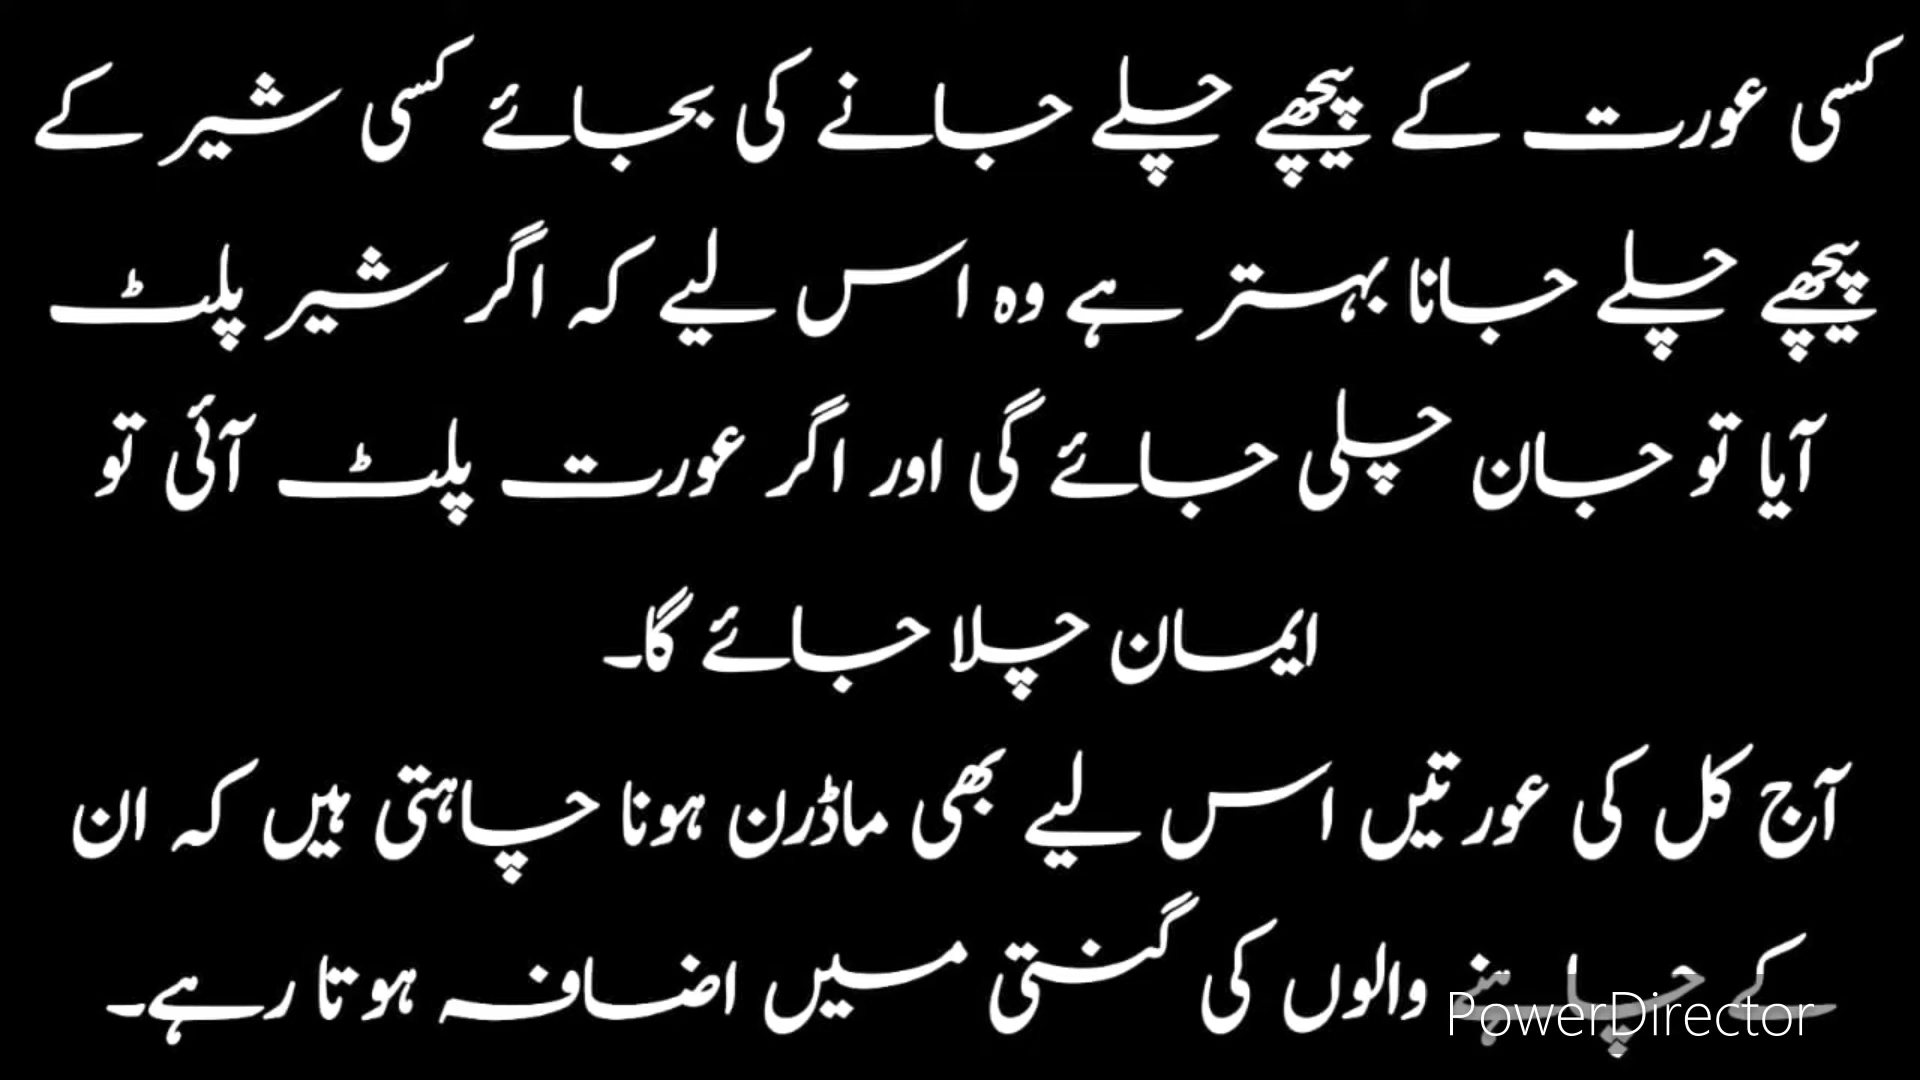 کسی عورت کے پیچھے چلے جانے کی بجائے کسی شیر کے
پیچھے چلے جانا بہتر ہے وہ اس لیے کہ اگر شیر پلٹ
آیا تو جان چلی جائے گی اور اگر عورت پلٹ آئی تو
ایمان چلا جائے گا۔
آج کل کی عورتیں اس لیے بھی ماڈرن ہونا چاہتی ہیں کہ ان
کے چاہنے والوں کی گنتی میں اضافہ ہوتا رہے۔
PowerDirector